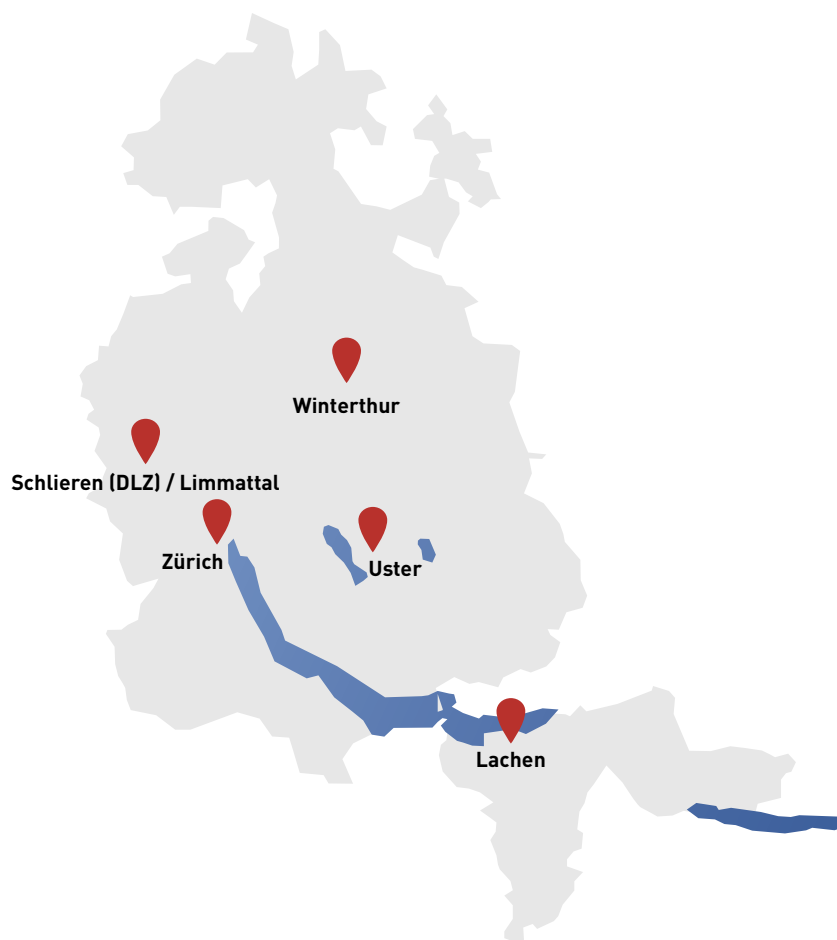 Winterthur
Schlieren (DLZ) / Limmattal
Zürich
Uster
Lachen